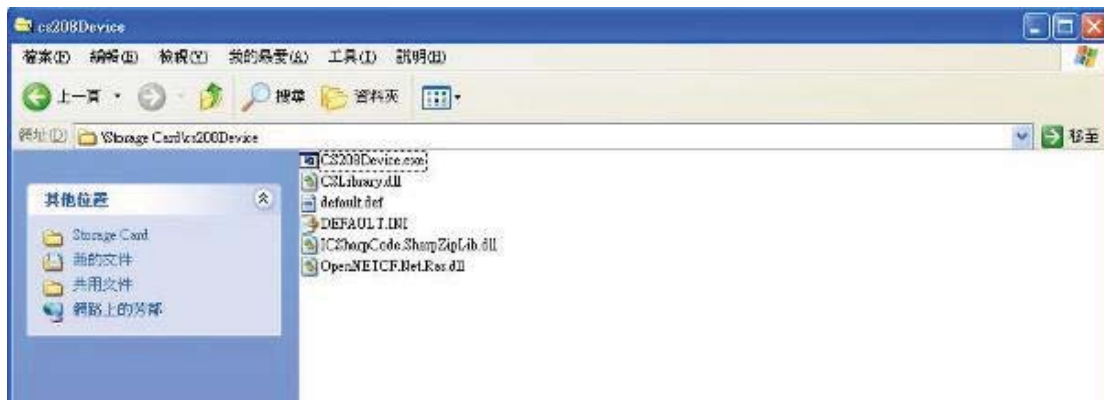 cs208Device
檔案(F) 編輯(E) 檢視(V) 我的最愛(A) 工具(T) 說明(H)
上一頁 搜尋 資料夾
網址(D) \Storage Card\cs208Device 移至
CS208Device.exe
CSLibrary.dll
default.def
DEFAULT.INI
ICSharpCode.SharpZipLib.dll
OpenNETCF.Net.Ras.dll
其他位置
Storage Card
我的文件
共用文件
網路上的芳鄰